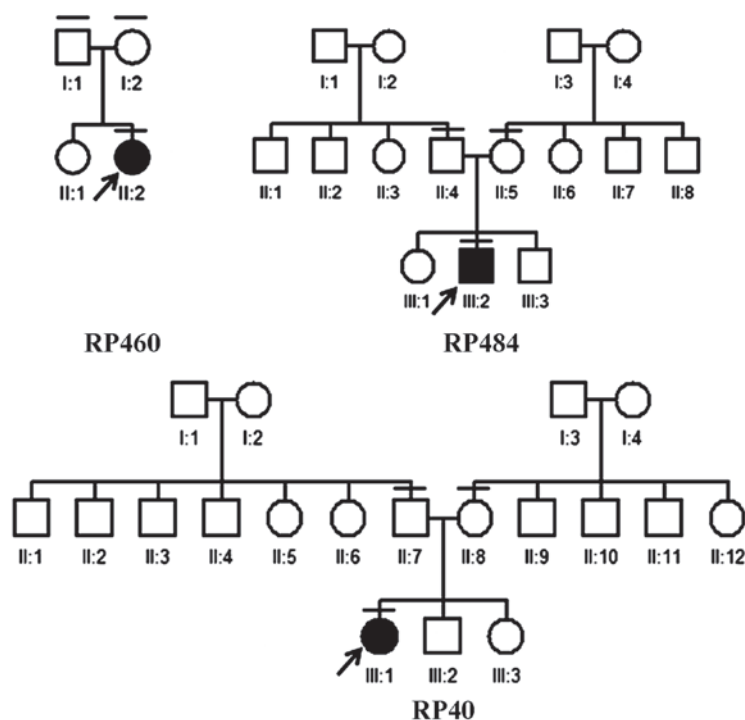 I:1 I:2 I:1 I:2 I:3 I:4
II:1 II:2 II:1 II:2 II:3 II:4 II:5 II:6 II:7 II:8
III:1 III:2 III:3
RP460 RP484
I:1 I:2 I:3 I:4
II:1 II:2 II:3 II:4 II:5 II:6 II:7 II:8 II:9 II:10 II:11 II:12
III:1 III:2 III:3
RP40